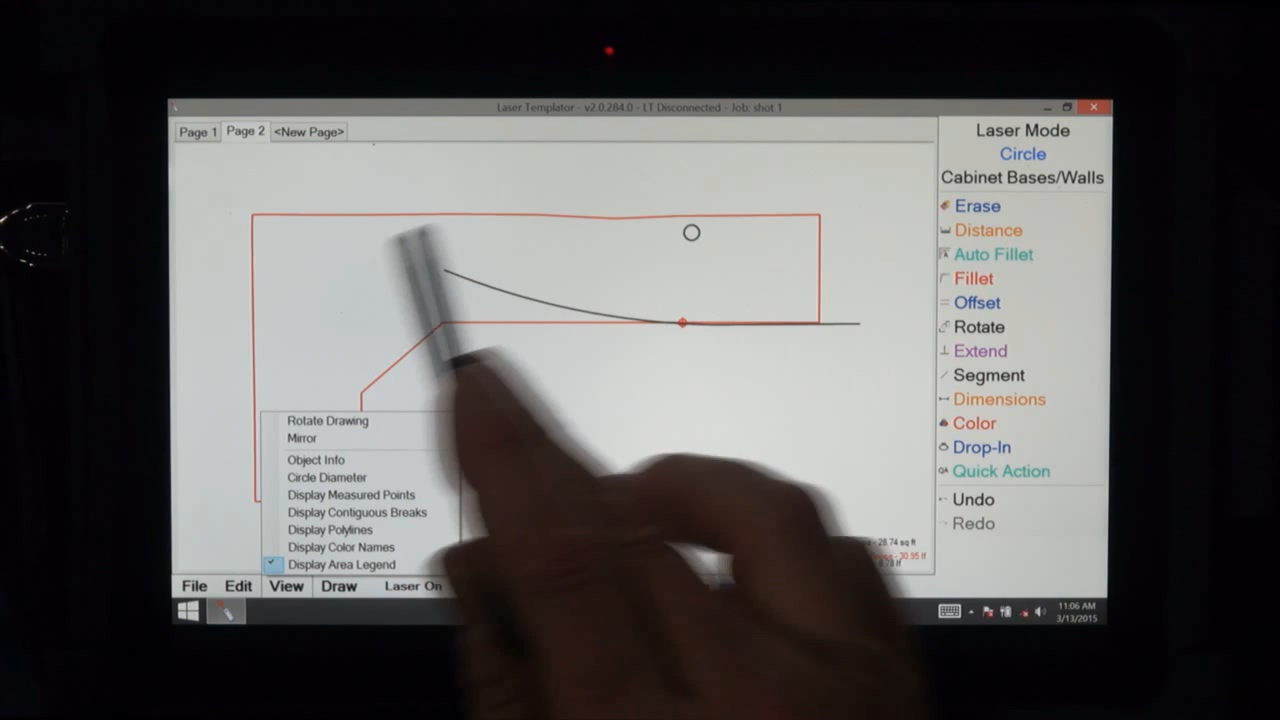 Laser Templator - v2.0.284.0 - LT Disconnected - Job: shot 1
Page 1 Page 2 <New Page>
Laser Mode
Circle
Cabinet Bases/Walls
Erase
Distance
Auto Fillet
Fillet
Offset
Rotate
Extend
Segment
Dimensions
Color
Drop-In
QA Quick Action
Undo
Redo
Rotate Drawing
Mirror
Object Info
Circle Diameter
Display Measured Points
Display Contiguous Breaks
Display Polylines
Display Color Names
Display Area Legend
- 28.74 sq ft
- 30.95 lf
File Edit View Draw Laser On
11:06 AM
3/13/2015